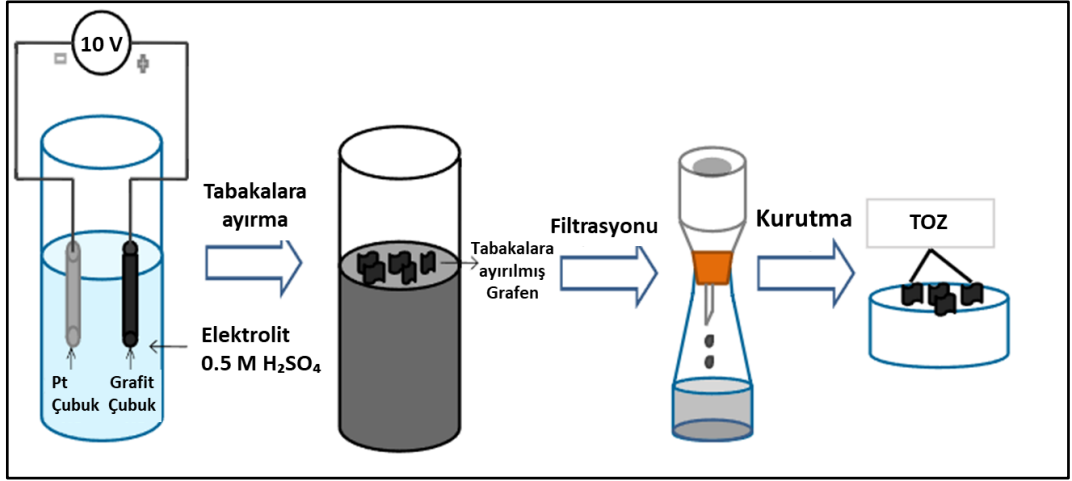 10 V
Tabakalara
ayırma
Elektrolit
0.5 M H₂SO₄
Pt
Çubuk
Grafit
Çubuk
Tabakalara
ayırılmış
Grafen
Filtrasyonu
Kurutma
TOZ